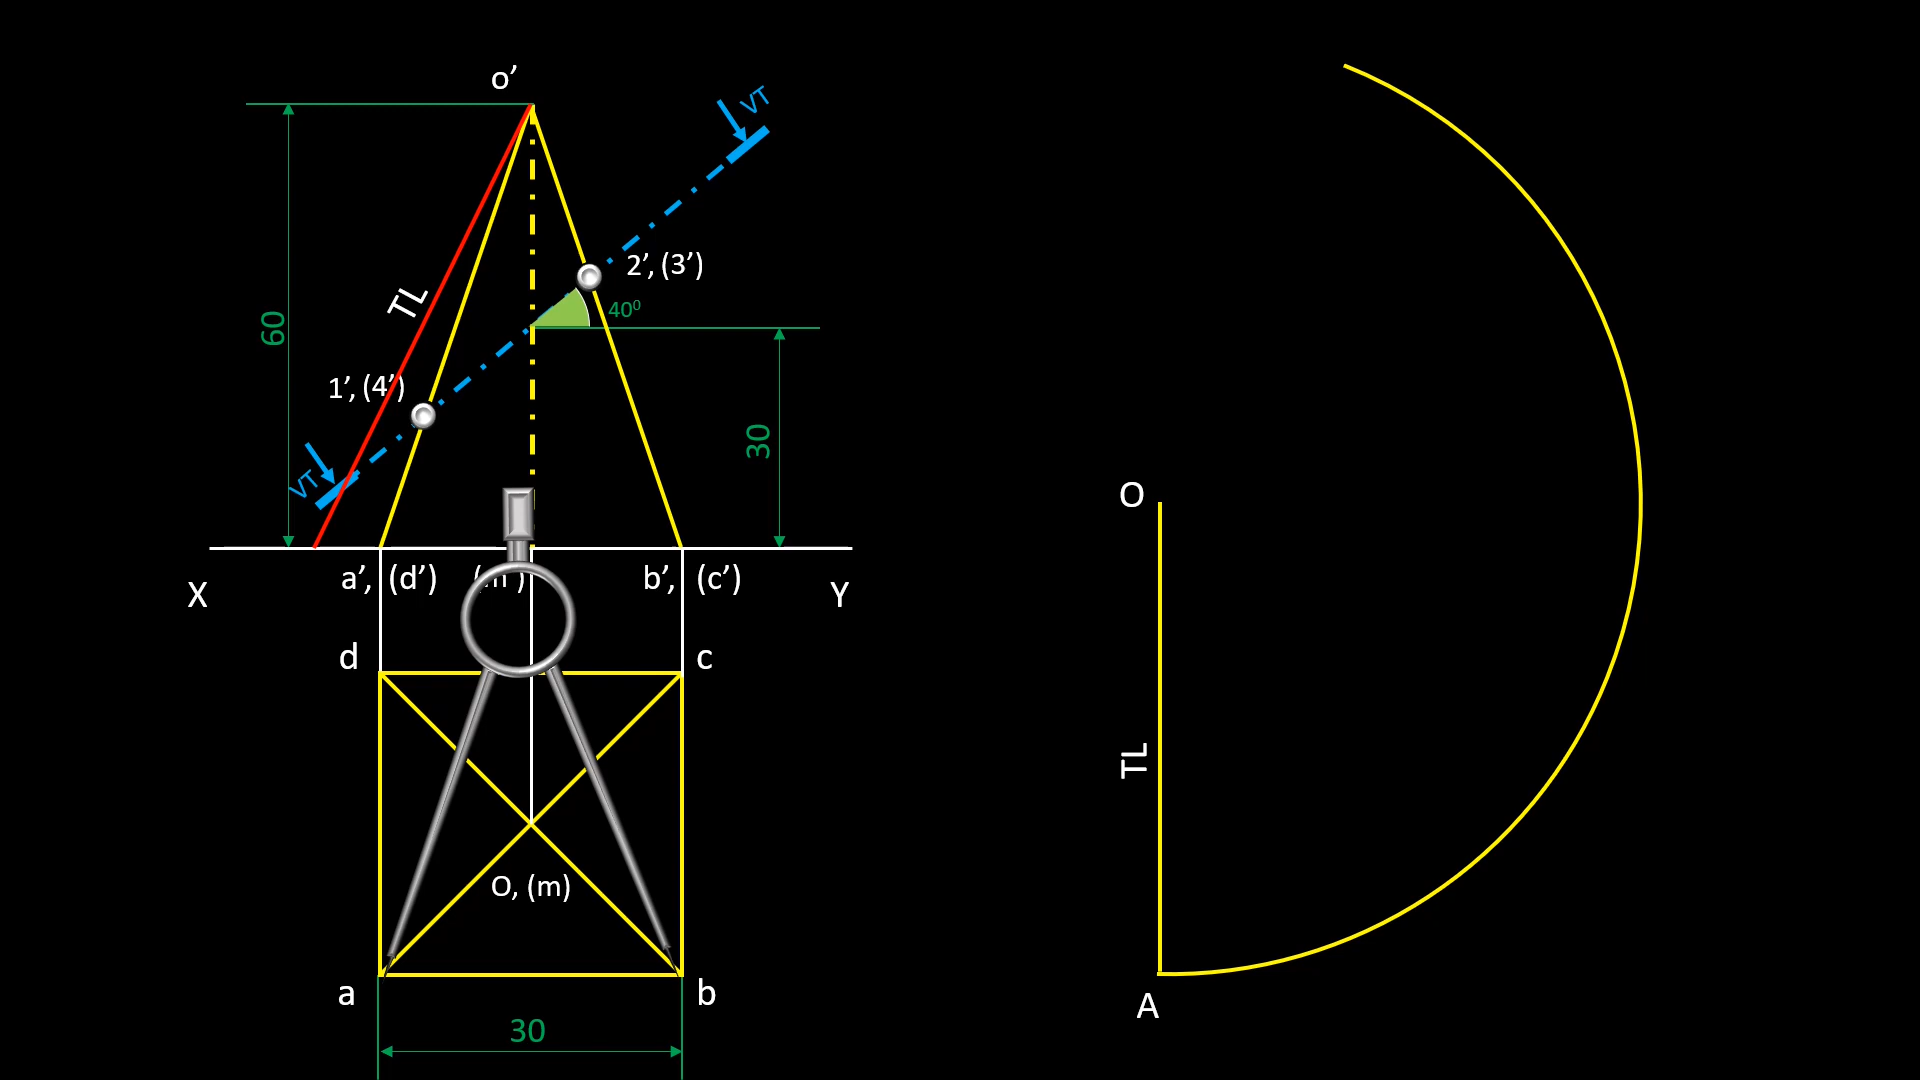 o’
VT
2’, (3’)
40⁰
60
TL
1’, (4’)
30
VT
O
a’, (d’)
b’, (c’)
X
Y
d
c
TL
O, (m)
a
b
A
30